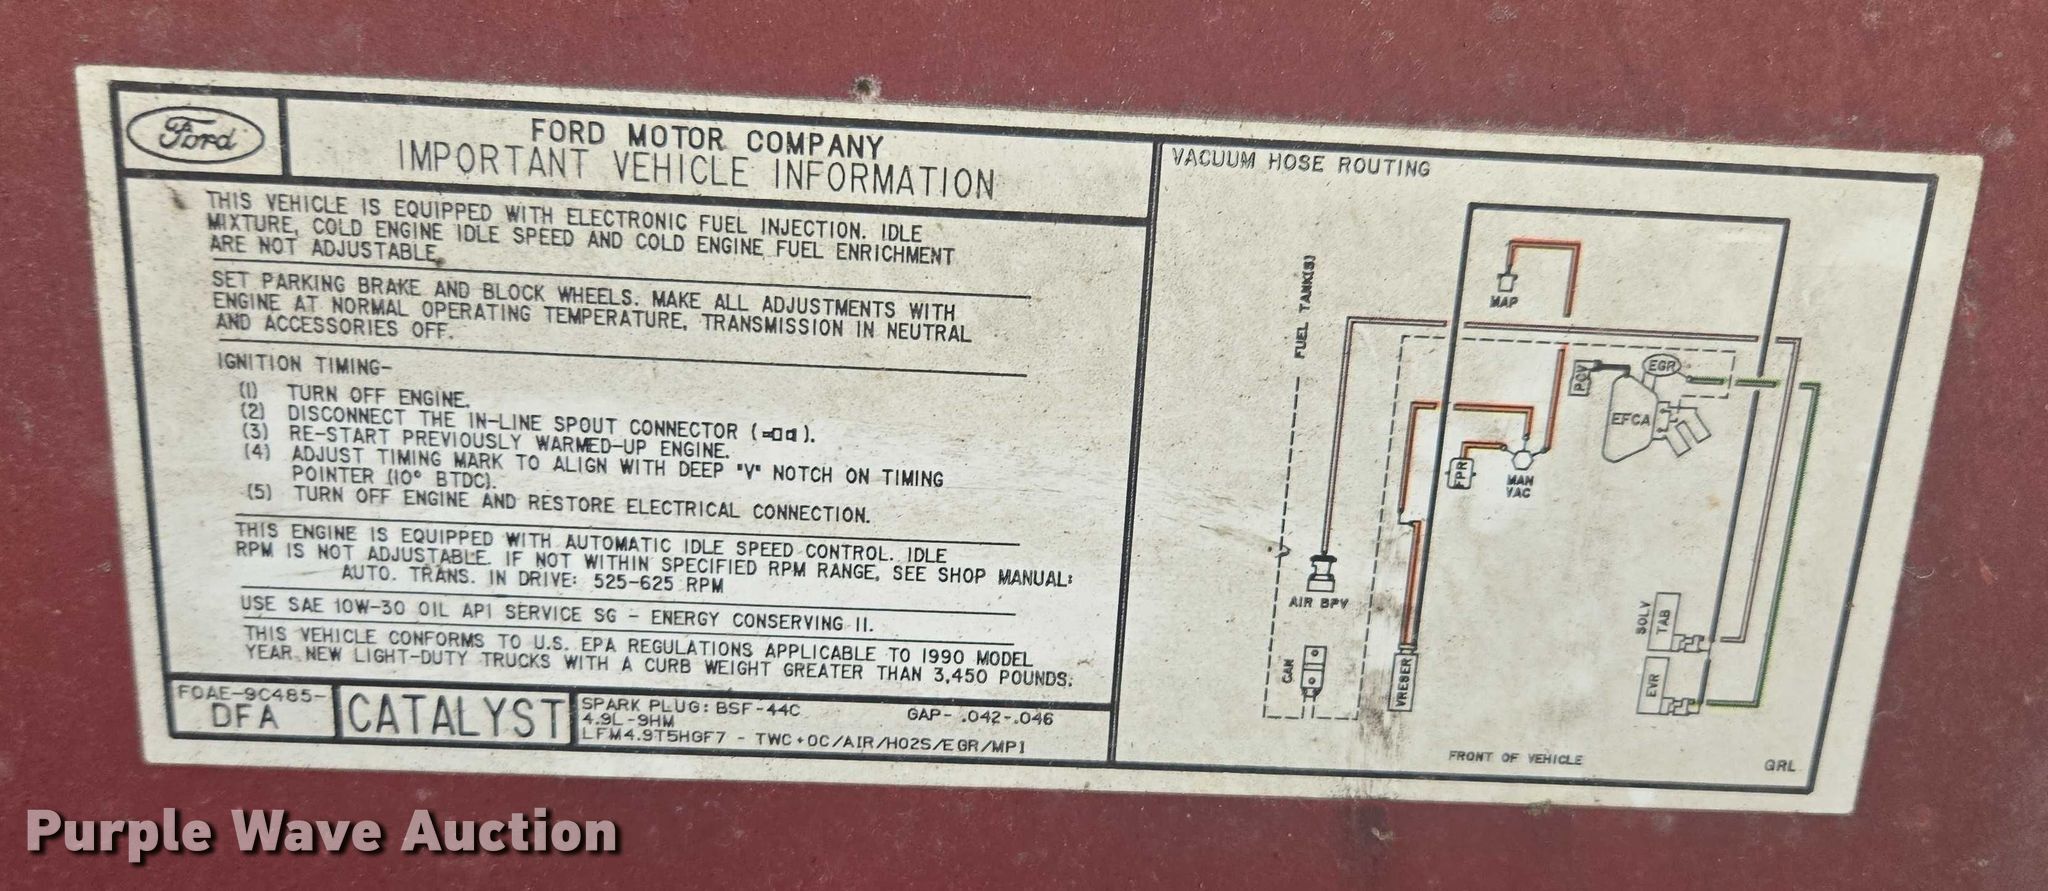 Ford
FORD MOTOR COMPANY
IMPORTANT VEHICLE INFORMATION
THIS VEHICLE IS EQUIPPED WITH ELECTRONIC FUEL INJECTION. IDLE
MIXTURE, COLD ENGINE IDLE SPEED AND COLD ENGINE FUEL ENRICHMENT
ARE NOT ADJUSTABLE.
SET PARKING BRAKE AND BLOCK WHEELS. MAKE ALL ADJUSTMENTS WITH
ENGINE AT NORMAL OPERATING TEMPERATURE, TRANSMISSION IN NEUTRAL
AND ACCESSORIES OFF.
IGNITION TIMING-
(1) TURN OFF ENGINE.
(2) DISCONNECT THE IN-LINE SPOUT CONNECTOR ( ).
(3) RE-START PREVIOUSLY WARMED-UP ENGINE.
(4) ADJUST TIMING MARK TO ALIGN WITH DEEP "V" NOTCH ON TIMING
POINTER (10° BTDC).
(5) TURN OFF ENGINE AND RESTORE ELECTRICAL CONNECTION.
THIS ENGINE IS EQUIPPED WITH AUTOMATIC IDLE SPEED CONTROL. IDLE
RPM IS NOT ADJUSTABLE. IF NOT WITHIN SPECIFIED RPM RANGE, SEE SHOP MANUAL:
AUTO. TRANS. IN DRIVE: 525-625 RPM
USE SAE 10W-30 OIL API SERVICE SG - ENERGY CONSERVING II.
THIS VEHICLE CONFORMS TO U.S. EPA REGULATIONS APPLICABLE TO 1990 MODEL
YEAR NEW LIGHT-DUTY TRUCKS WITH A CURB WEIGHT GREATER THAN 3,450 POUNDS.
FOAE-9C485-
DFA
CATALYST
SPARK PLUG: BSF-44C GAP- .042-.046
4.9L-9HM
LFM4.9T5HGF7 - TWC+OC/AIR/HO2S/EGR/MPI
VACUUM HOSE ROUTING
FUEL TANK(S)
MAP
PCV
EGR
EFCA
FPR
MAN
VAC
AIR BPV
CAN
VRESER
SOLV
TAB
EVR
FRONT OF VEHICLE
GRL
Purple Wave Auction